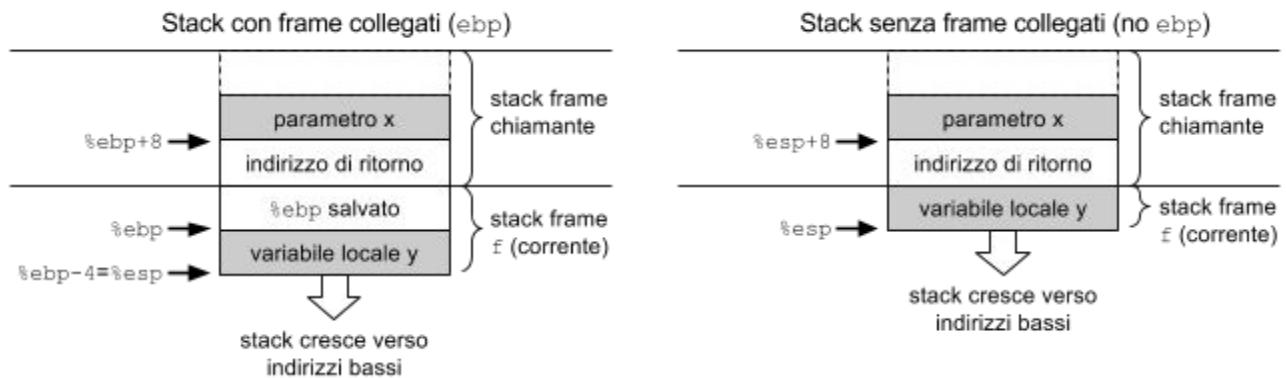 Stack con frame collegati (ebp)
parametro x
%ebp+8
indirizzo di ritorno
stack frame
chiamante
%ebp salvato
%ebp
variabile locale y
%ebp-4=%esp
stack frame
f (corrente)
stack cresce verso
indirizzi bassi
Stack senza frame collegati (no ebp)
parametro x
%esp+8
indirizzo di ritorno
stack frame
chiamante
variabile locale y
%esp
stack frame
f (corrente)
stack cresce verso
indirizzi bassi